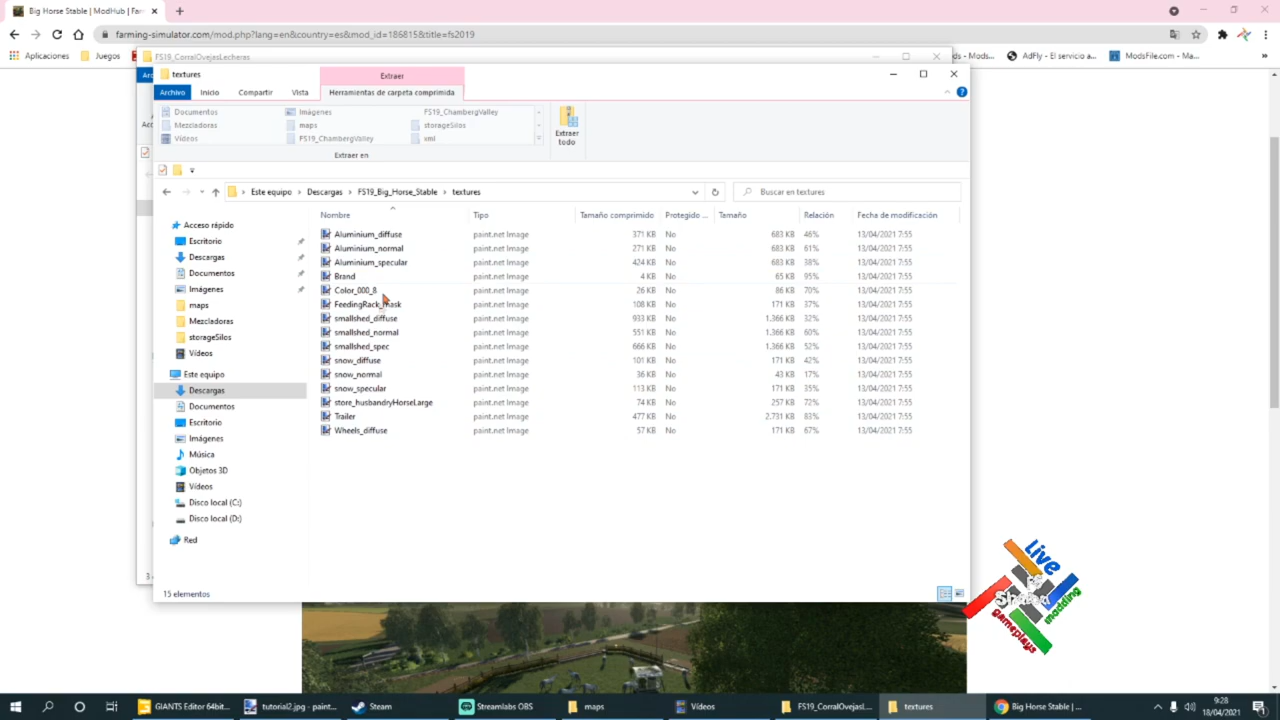 Big Horse Stable | ModHub | Farm
farming-simulator.com/mod.php?lang=en&country=es&mod_id=186815&title=fs2019
Aplicaciones
Juegos
ds - Mods...
AdFly - El servicio a...
ModsFile.com - Ma...
FS19_CorralOvejasLecheras
textures
Extraer
Archivo
Inicio
Compartir
Vista
Herramientas de carpeta comprimida
Documentos
Imágenes
FS19_ChambergValley
Mezcladoras
maps
storageSilos
Vídeos
FS19_ChambergValley
xml
Extraer todo
Extraer en
Este equipo > Descargas > FS19_Big_Horse_Stable > textures
Buscar en textures
Nombre Tipo Tamaño comprimido Protegido ... Tamaño Relación Fecha de modificación
Aluminium_diffuse paint.net Image 371 KB No 683 KB 46% 13/04/2021 7:55
Aluminium_normal paint.net Image 271 KB No 683 KB 61% 13/04/2021 7:55
Aluminium_specular paint.net Image 424 KB No 683 KB 38% 13/04/2021 7:55
Brand paint.net Image 4 KB No 65 KB 95% 13/04/2021 7:55
Color_000_8 paint.net Image 26 KB No 86 KB 70% 13/04/2021 7:55
FeedingRack_mask paint.net Image 108 KB No 171 KB 37% 13/04/2021 7:55
smallshed_diffuse paint.net Image 933 KB No 1.366 KB 32% 13/04/2021 7:55
smallshed_normal paint.net Image 551 KB No 1.366 KB 60% 13/04/2021 7:55
smallshed_spec paint.net Image 666 KB No 1.366 KB 52% 13/04/2021 7:55
snow_diffuse paint.net Image 101 KB No 171 KB 42% 13/04/2021 7:55
snow_normal paint.net Image 36 KB No 43 KB 17% 13/04/2021 7:55
snow_specular paint.net Image 113 KB No 171 KB 35% 13/04/2021 7:55
store_husbandryHorseLarge paint.net Image 74 KB No 257 KB 72% 13/04/2021 7:55
Trailer paint.net Image 477 KB No 2.731 KB 83% 13/04/2021 7:55
Wheels_diffuse paint.net Image 57 KB No 171 KB 67% 13/04/2021 7:55
Acceso rápido
Escritorio
Descargas
Documentos
Imágenes
maps
Mezcladoras
storageSilos
Vídeos
Este equipo
Descargas
Documentos
Escritorio
Imágenes
Música
Objetos 3D
Vídeos
Disco local (C:)
Disco local (D:)
Red
15 elementos
Live
Shared
modding
gameplays
GIANTS Editor 64bit...
tutorial2.jpg - paint...
Steam
Streamlabs OBS
maps
Vídeos
FS19_CorralOvejasL...
textures
Big Horse Stable | ...
9:28
18/04/2021